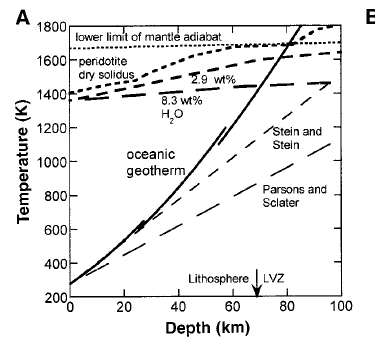 A
B
1800
lower limit of mantle adiabat
peridotite
dry solidus
1600
2.9 wt%
1400
8.3 wt%
H2O
1200
oceanic
geotherm
Stein and
Stein
1000
Parsons and
Sclater
800
600
400
Lithosphere
LVZ
200
0
20
40
60
80
100
Temperature (K)
Depth (km)